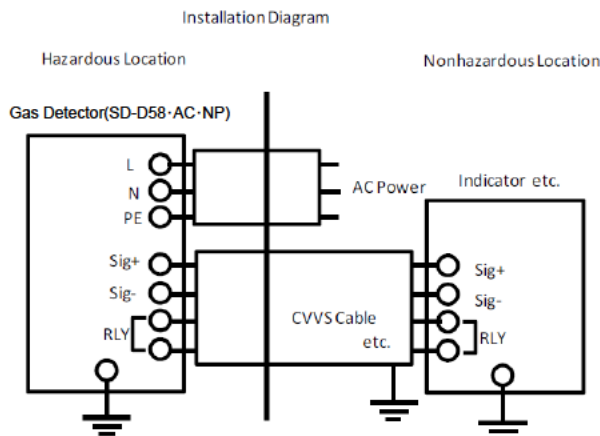 Installation Diagram
Hazardous Location
Nonhazardous Location
Gas Detector(SD-D58·AC·NP)
L
N
PE
AC Power
Indicator etc.
Sig+
Sig-
RLY
CVVS Cable
etc.
Sig+
Sig-
RLY